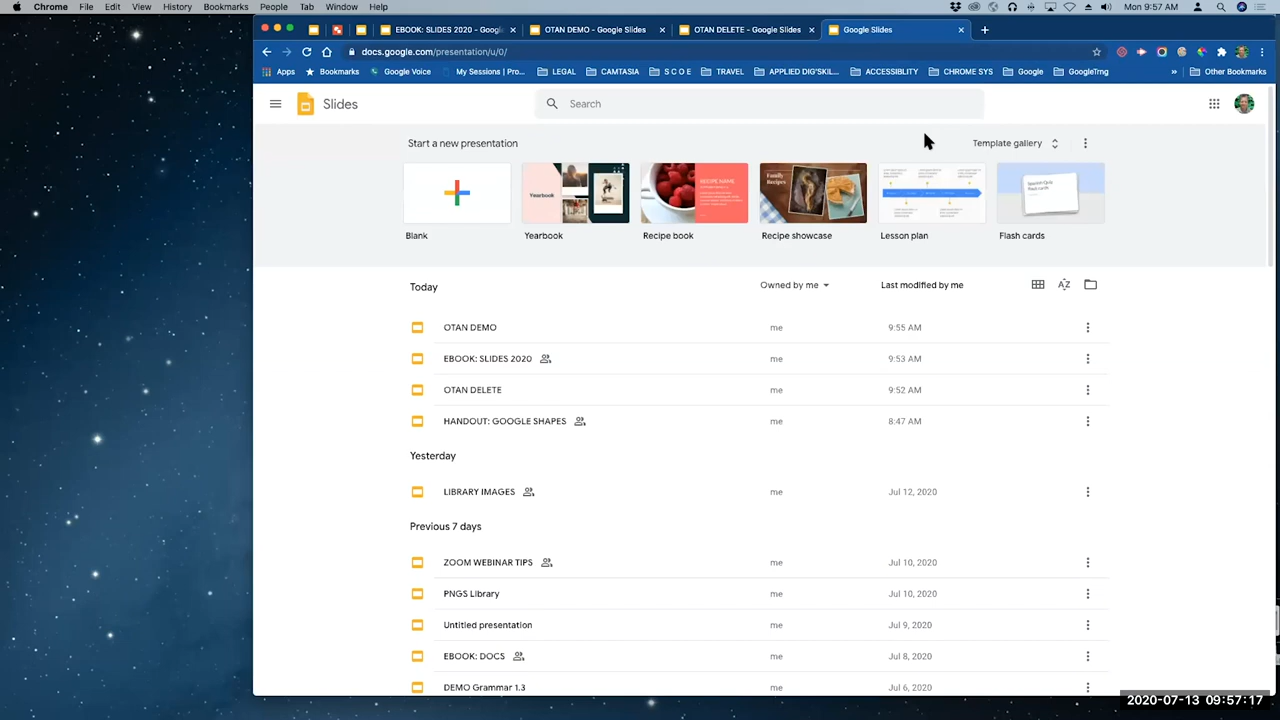 Chrome File Edit View History Bookmarks People Tab Window Help Mon 9:57 AM
EBOOK: SLIDES 2020 - Googl OTAN DEMO - Google Slides OTAN DELETE - Google Slides Google Slides
docs.google.com/presentation/u/0/
Apps Bookmarks Google Voice My Sessions | Pro... LEGAL CAMTASIA S C O E TRAVEL APPLIED DIG'SKIL... ACCESSIBLITY CHROME SYS Google GoogleTrng » Other Bookmarks
Slides Search
Start a new presentation Template gallery
Yearbook RECIPE NAME Family Recipes
Blank Yearbook Recipe book Recipe showcase Lesson plan Flash cards
Today Owned by me Last modified by me AZ
OTAN DEMO me 9:55 AM
EBOOK: SLIDES 2020 me 9:53 AM
OTAN DELETE me 9:52 AM
HANDOUT: GOOGLE SHAPES me 8:47 AM
Yesterday
LIBRARY IMAGES me Jul 12, 2020
Previous 7 days
ZOOM WEBINAR TIPS me Jul 10, 2020
PNGS Library me Jul 10, 2020
Untitled presentation me Jul 9, 2020
EBOOK: DOCS me Jul 8, 2020
DEMO Grammar 1.3 me Jul 6, 2020
2020-07-13 09:57:17